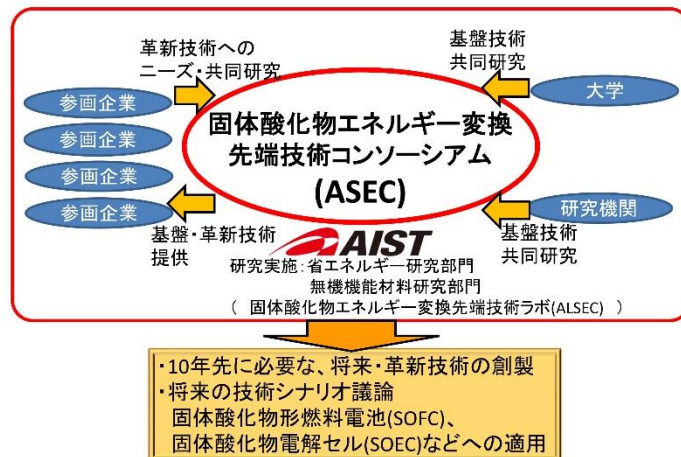 革新技術への
ニーズ・共同研究
基盤技術
共同研究
参画企業
参画企業
参画企業
参画企業
大学
固体酸化物エネルギー変換
先端技術コンソーシアム
(ASEC)
研究機関
基盤・革新技術
提供
AIST
基盤技術
共同研究
研究実施:省エネルギー研究部門
無機機能材料研究部門
( 固体酸化物エネルギー変換先端技術ラボ(ALSEC) )
・10年先に必要な、将来・革新技術の創製
・将来の技術シナリオ議論
固体酸化物形燃料電池(SOFC)、
固体酸化物電解セル(SOEC)などへの適用